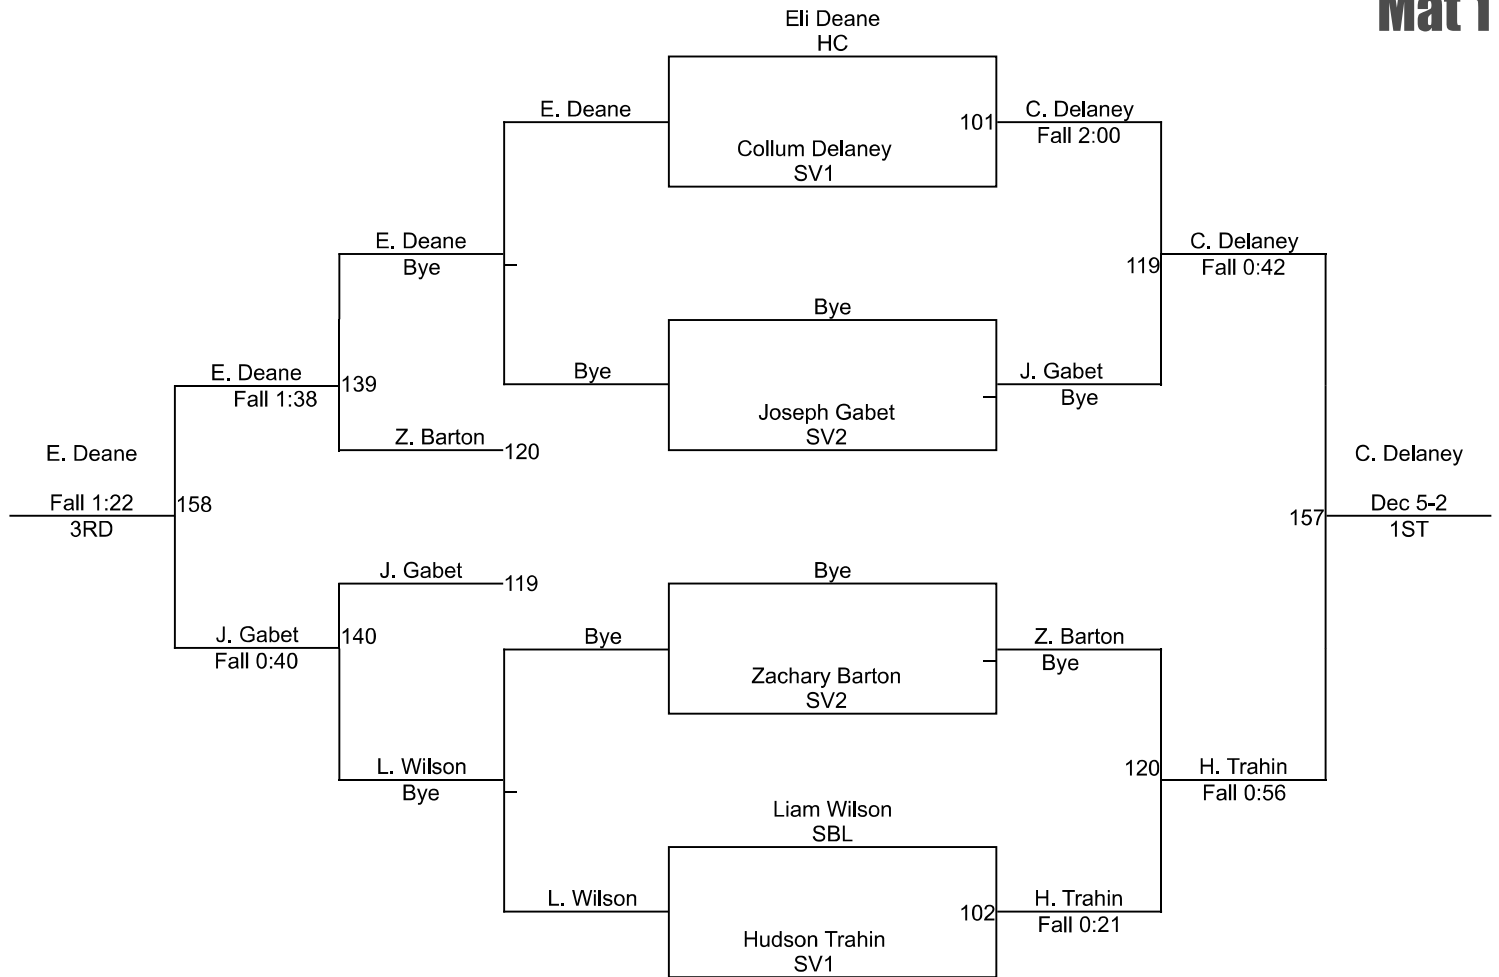 Mat 1
Eli Deane
HC
E. Deane
101
C. Delaney
Fall 2:00
Collum Delaney
SV1
E. Deane
Bye
119
C. Delaney
Fall 0:42
Bye
E. Deane
Fall 1:38
139
Bye
J. Gabet
Bye
Joseph Gabet
SV2
Z. Barton
120
E. Deane
Fall 1:22
3RD
158
C. Delaney
157
Dec 5-2
1ST
J. Gabet
119
Bye
J. Gabet
Fall 0:40
140
Bye
Z. Barton
Bye
Zachary Barton
SV2
L. Wilson
Bye
120
H. Trahin
Fall 0:56
Liam Wilson
SBL
L. Wilson
102
H. Trahin
Fall 0:21
Hudson Trahin
SV1